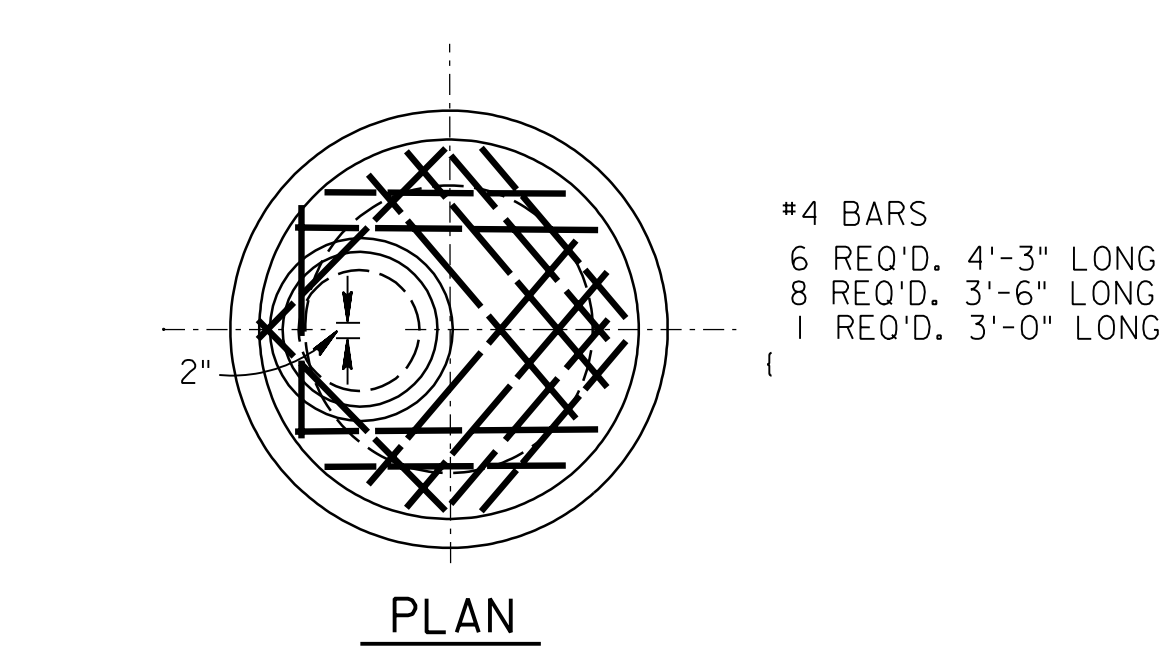 #4 BARS
6 REQ'D. 4'-3" LONG
8 REQ'D. 3'-6" LONG
1 REQ'D. 3'-0" LONG
{
2"
PLAN